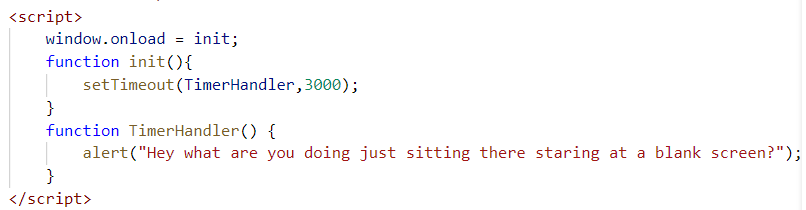 <script>
    window.onload = init;
    function init(){
        setTimeout(TimerHandler,3000);
    }
    function TimerHandler() {
        alert("Hey what are you doing just sitting there staring at a blank screen?");
    }
</script>